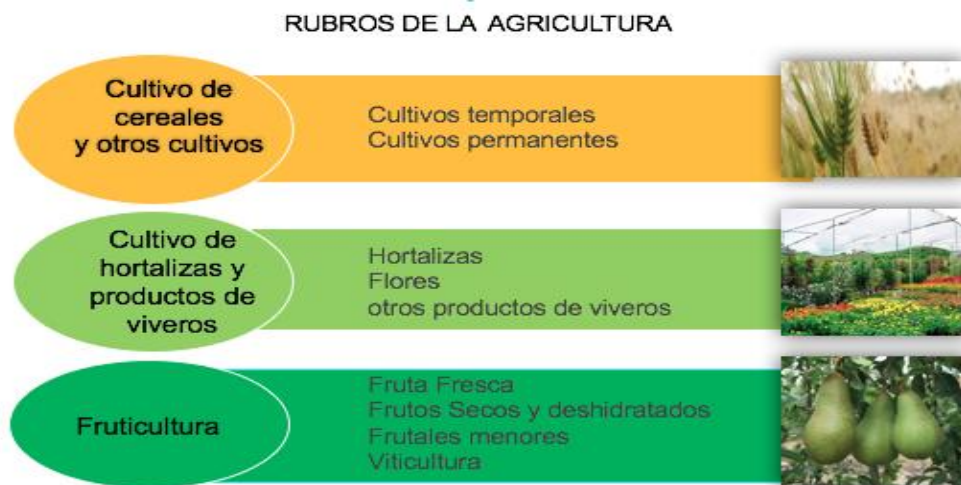 RUBROS DE LA AGRICULTURA
Cultivo de
cereales
y otros cultivos
Cultivos temporales
Cultivos permanentes
Cultivo de
hortalizas y
productos de
viveros
Hortalizas
Flores
otros productos de viveros
Fruticultura
Fruta Fresca
Frutos Secos y deshidratados
Frutales menores
Viticultura